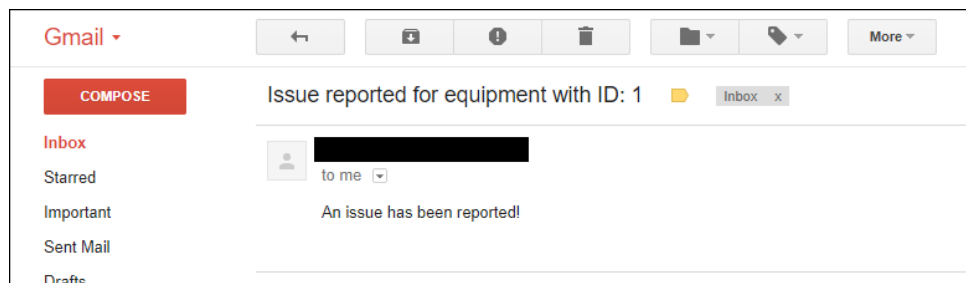 Gmail
More
COMPOSE
Issue reported for equipment with ID: 1
Inbox x
Inbox
Starred
Important
Sent Mail
Drafts
to me
An issue has been reported!